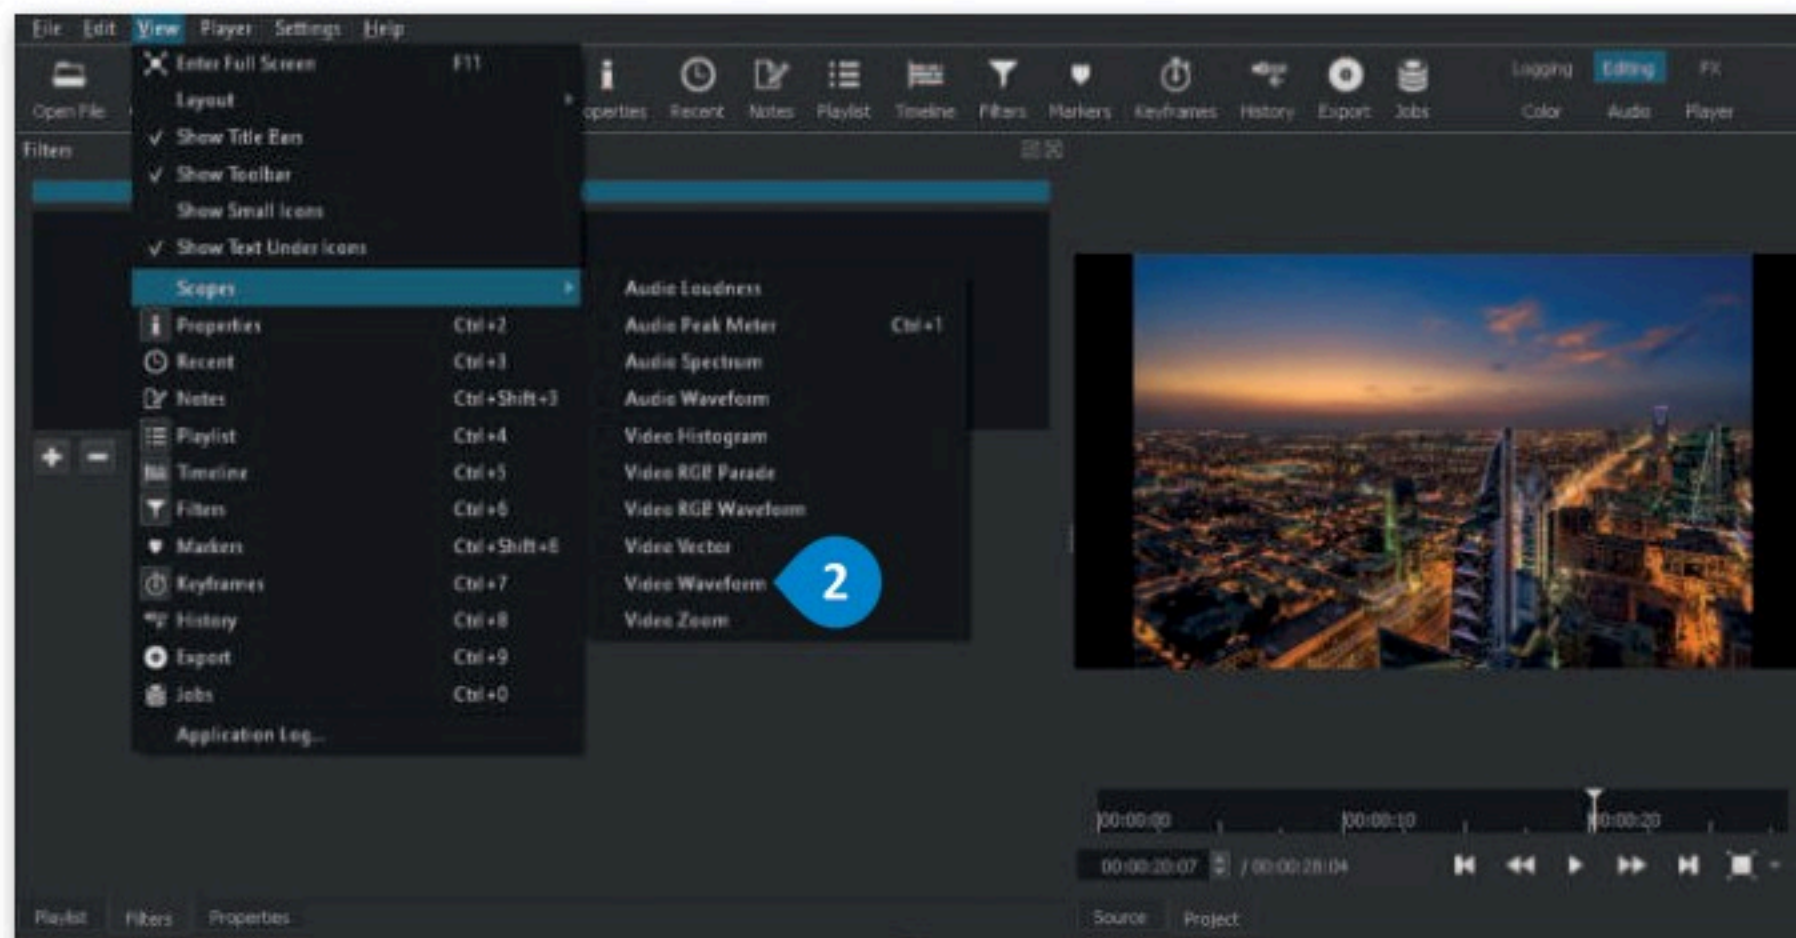 File Edit View Player Settings Help
Open File
Properties Recent Notes Playlist Timeline Filters Markers Keyframes History Export Jobs
Logging Editing FX
Color Audio Player
Filters
Enter Full Screen F11
Layout
Show Title Bars
Show Toolbar
Show Small Icons
Show Text Under Icons
Scopes
Properties Ctrl+2
Recent Ctrl+3
Notes Ctrl+Shift+3
Playlist Ctrl+4
Timeline Ctrl+5
Filters Ctrl+6
Markers Ctrl+Shift+6
Keyframes Ctrl+7
History Ctrl+8
Export Ctrl+9
Jobs Ctrl+0
Application Log...
Audio Loudness
Audio Peak Meter Ctrl+1
Audio Spectrum
Audio Waveform
Video Histogram
Video RGB Parade
Video RGB Waveform
Video Vector
Video Waveform
Video Zoom
2
00:00:00 00:00:10 00:00:20
00:00:20:07 / 00:00:28:04
Playlist Filters Properties
Source Project